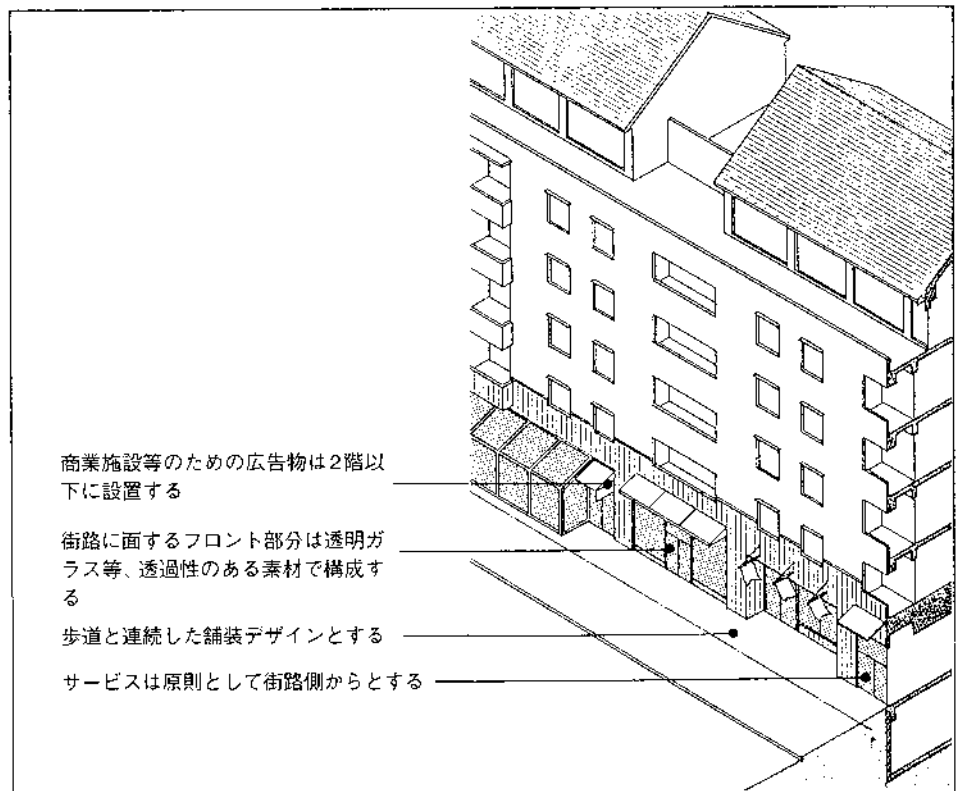 商業施設等のための広告物は2階以
下に設置する
街路に面するフロント部分は透明ガ
ラス等、透過性のある素材で構成す
る
歩道と連続した舗装デザインとする
サービスは原則として街路側からとする